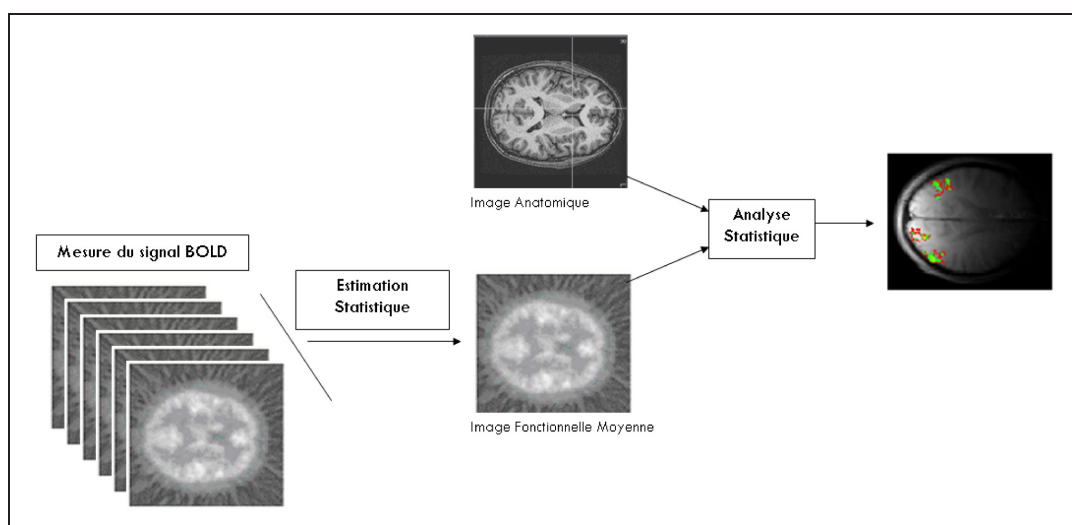 Image Anatomique
Analyse
Statistique
Mesure du signal BOLD
Estimation
Statistique
Image Fonctionnelle Moyenne